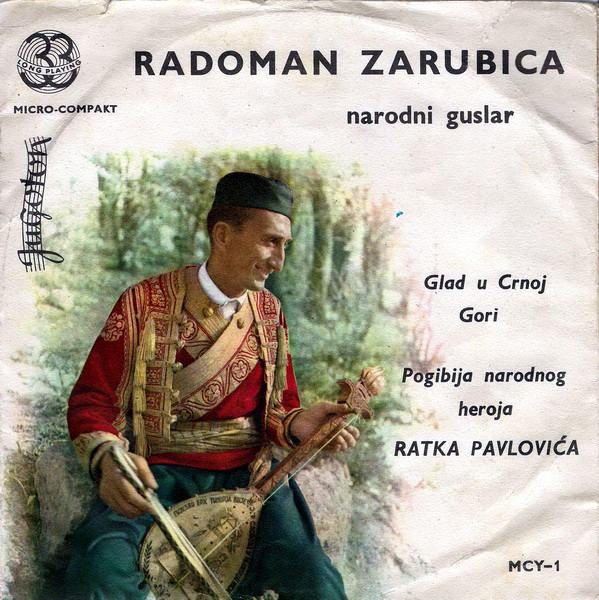 33
LONG PLAYING
MICRO-COMPAKT
Jugoton
RADOMAN ZARUBICA
narodni guslar
Glad u Crnoj
Gori
Pogibija narodnog
heroja
RATKA PAVLOVIĆA
MCY-1